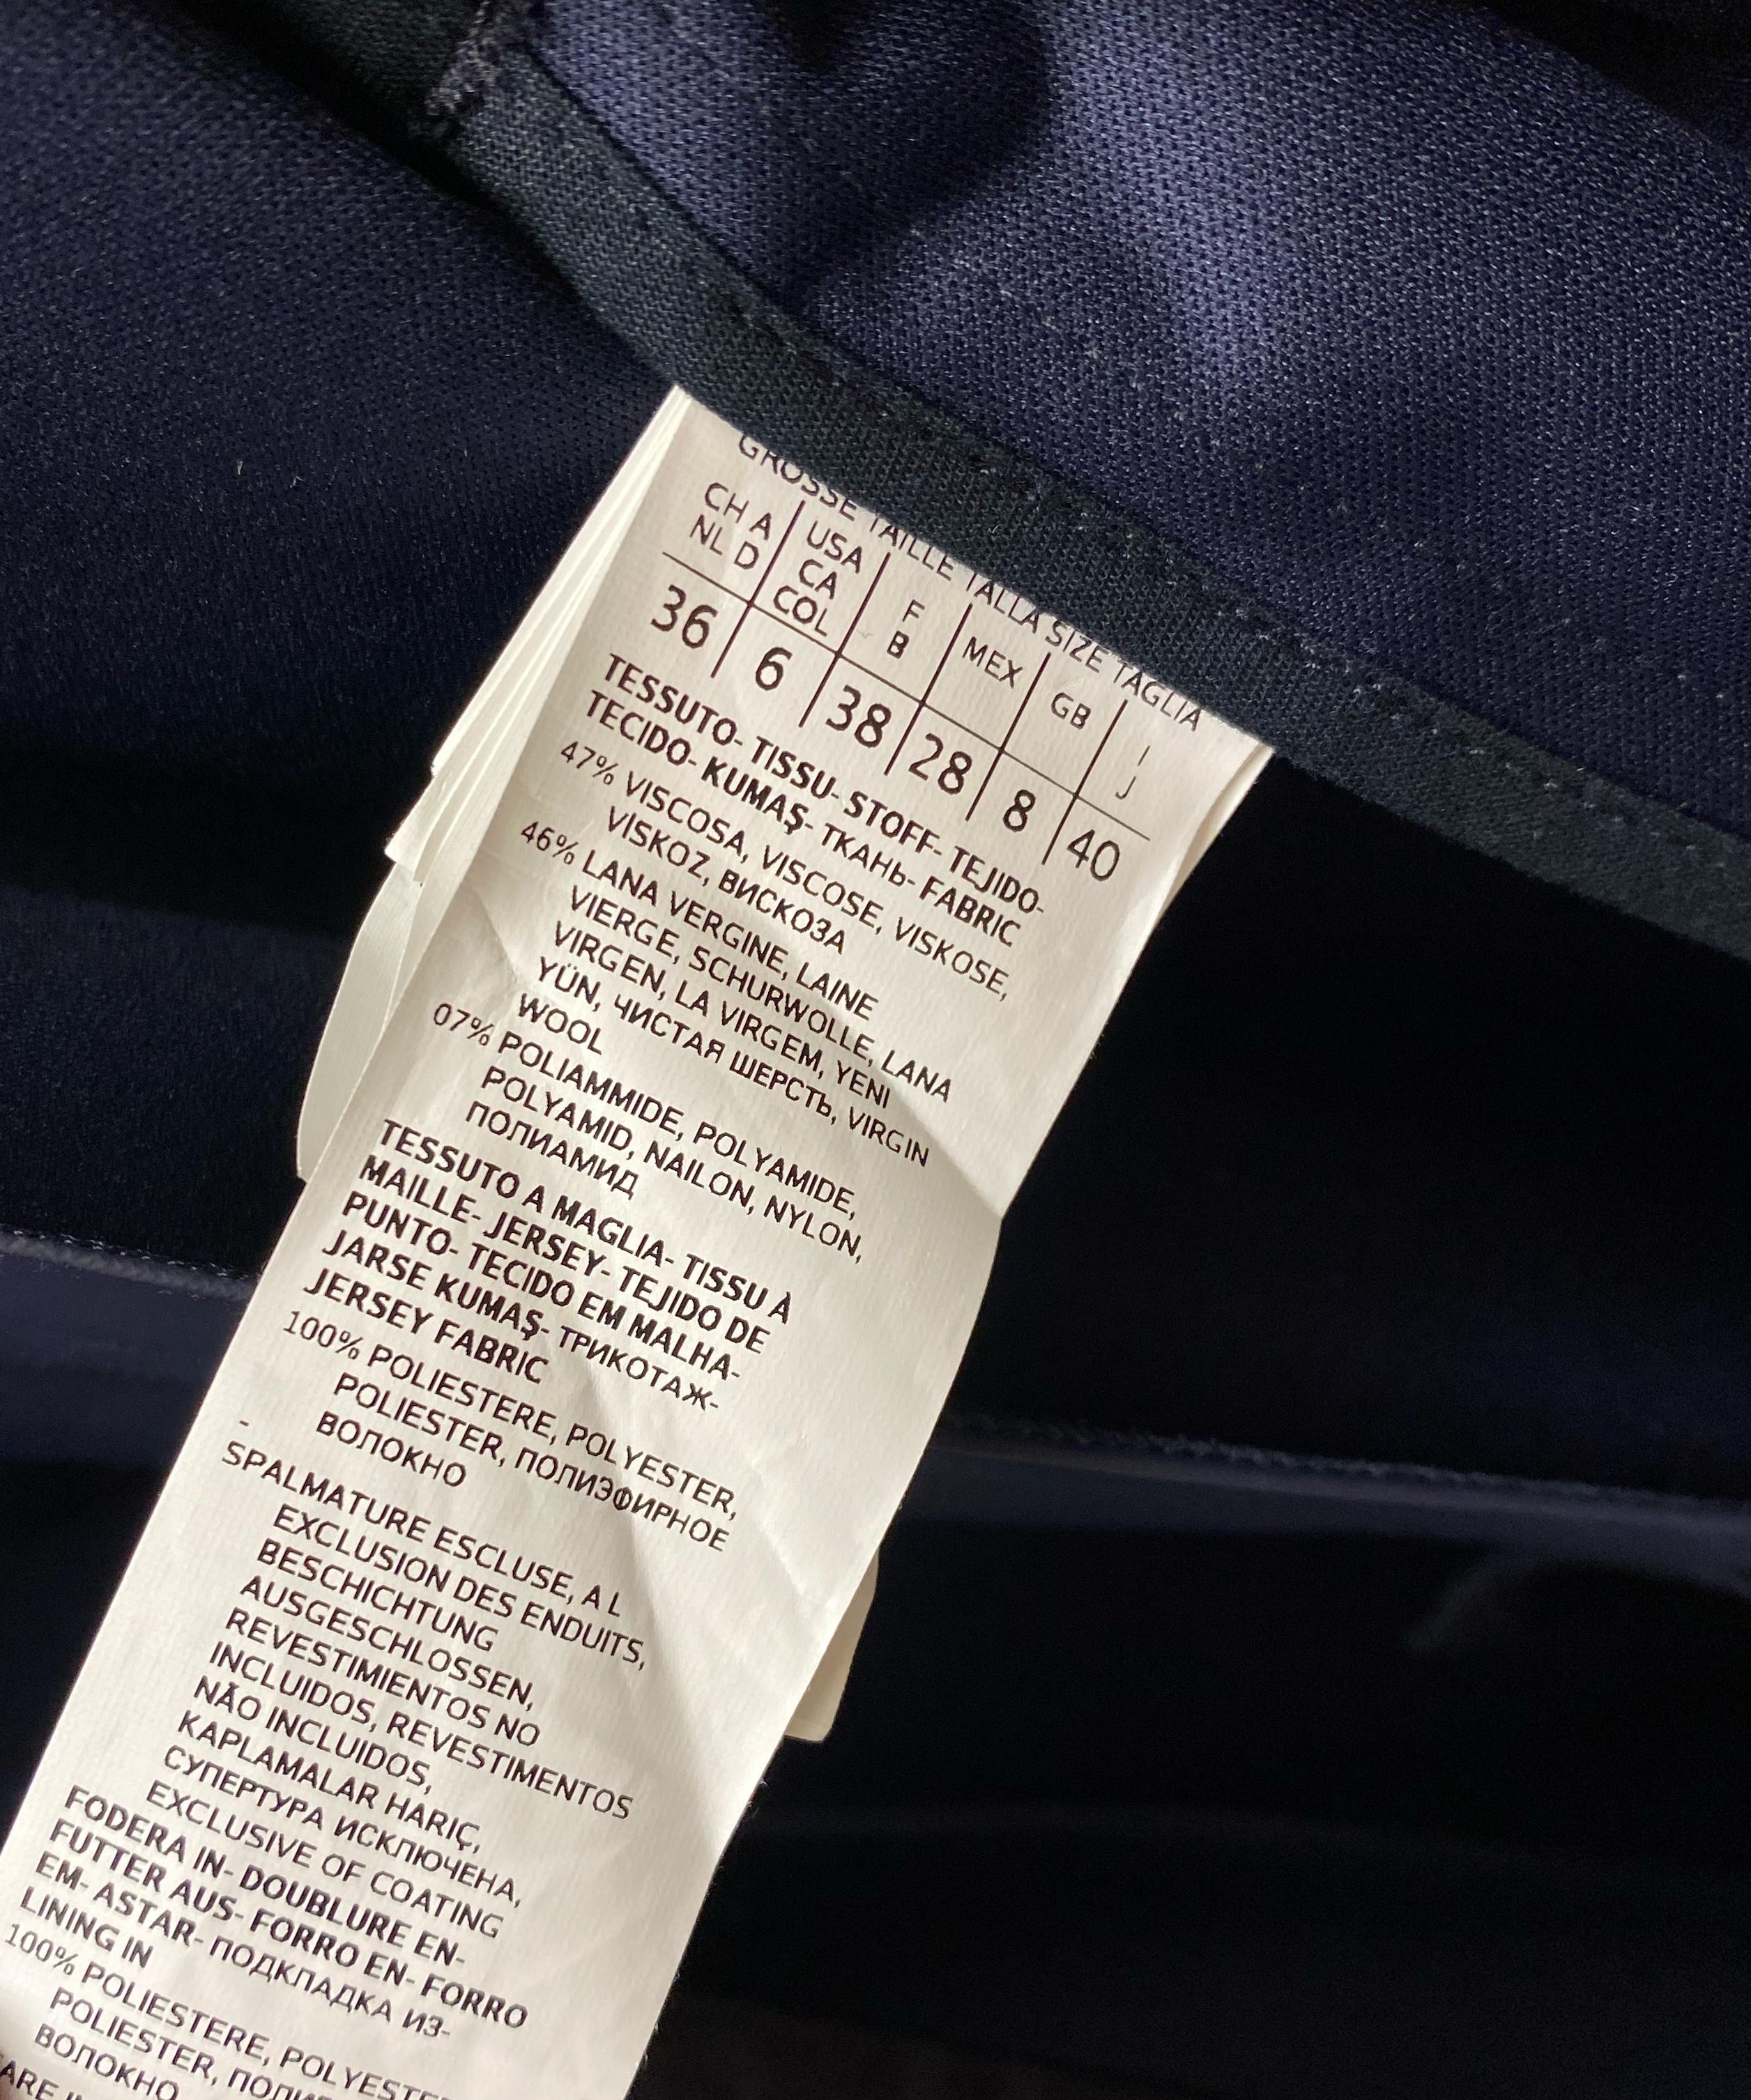 GRÖSSE TAILLE TALLA SIZE TAGLIA
CH A NL D | USA CA COL | F B | MEX | GB | I J
36 | 6 | 38 | 28 | 8 | 40
TESSUTO- TISSU- STOFF- TEJIDO-
TECIDO- KUMAŞ- ТКАНЬ- FABRIC
47% VISCOSA, VISCOSE, VISKOSE,
VİSKOZ, ВИСКОЗА
46% LANA VERGINE, LAINE
VIERGE, SCHURWOLLE, LANA
VIRGEN, LA VIRGEM, YENI
YÜN, ЧИСТАЯ ШЕРСТЬ, VIRGIN
WOOL
07% POLIAMMIDE, POLYAMIDE,
POLYAMID, NAILON, NYLON,
ПОЛИАМИД
TESSUTO A MAGLIA- TISSU À
MAILLE- JERSEY- TEJIDO DE
PUNTO- TECIDO EM MALHA-
JARSE KUMAŞ- ТРИКОТАЖ-
JERSEY FABRIC
100% POLIESTERE, POLYESTER,
POLIESTER, ПОЛИЭФИРНОЕ
ВОЛОКНО
-
SPALMATURE ESCLUSE, A L
EXCLUSION DES ENDUITS,
BESCHICHTUNG
AUSGESCHLOSSEN,
REVESTIMIENTOS NO
INCLUIDOS, REVESTIMENTOS
NÃO INCLUIDOS,
KAPLAMALAR HARIÇ,
СУПЕРТУРА ИСКЛЮЧЕНА,
EXCLUSIVE OF COATING
FODERA IN- DOUBLURE EN-
FUTTER AUS- FORRO EN- FORRO
EM- ASTAR- ПОДКЛАДКА ИЗ-
LINING IN
100% POLIESTERE, POLYESTER
POLIESTER,
ВОЛОКНО